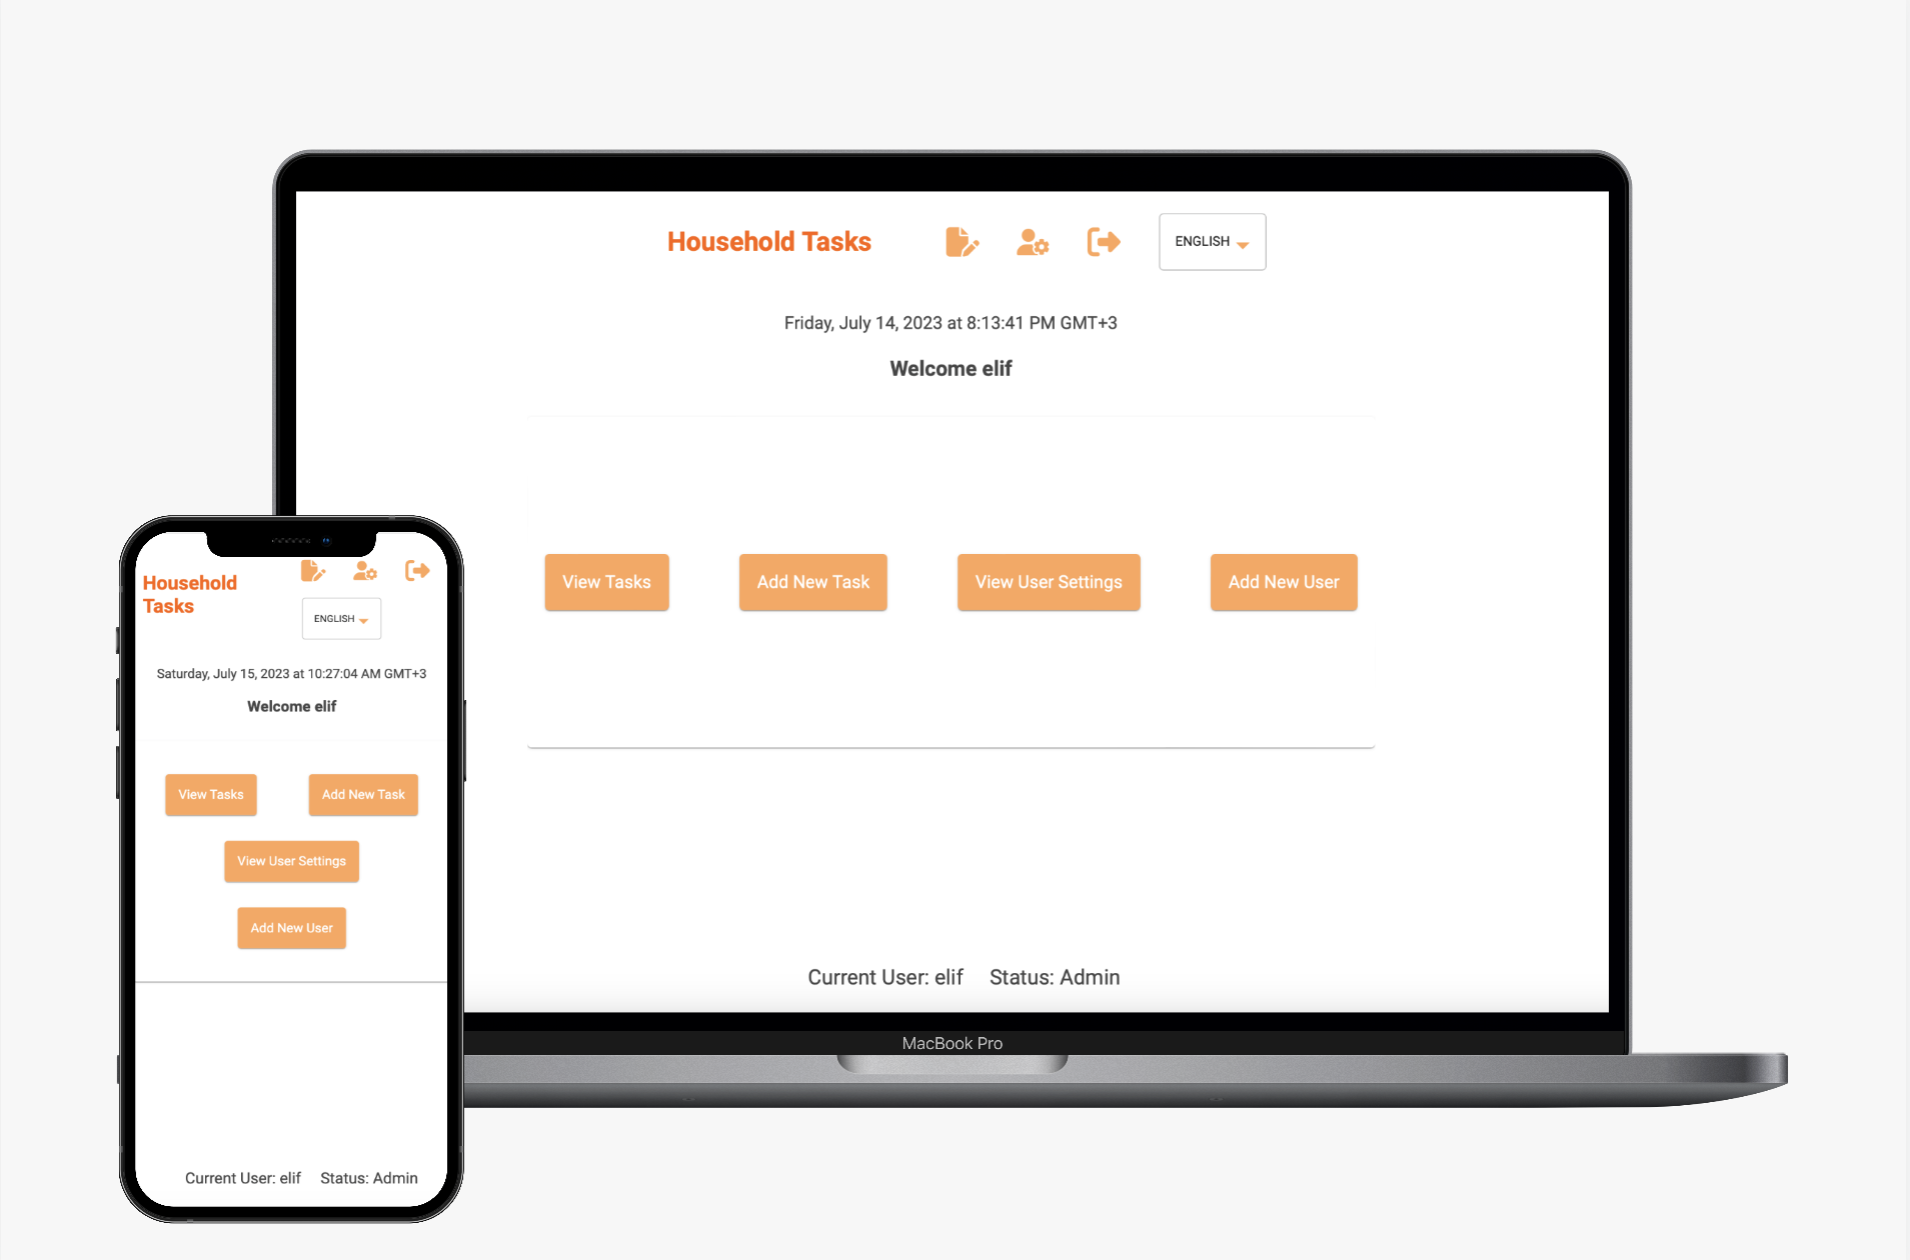 Household Tasks
ENGLISH
Friday, July 14, 2023 at 8:13:41 PM GMT+3
Welcome elif
View Tasks
Add New Task
View User Settings
Add New User
Current User: elif
Status: Admin
MacBook Pro
Household
Tasks
ENGLISH
Saturday, July 15, 2023 at 10:27:04 AM GMT+3
Welcome elif
View Tasks
Add New Task
View User Settings
Add New User
Current User: elif
Status: Admin